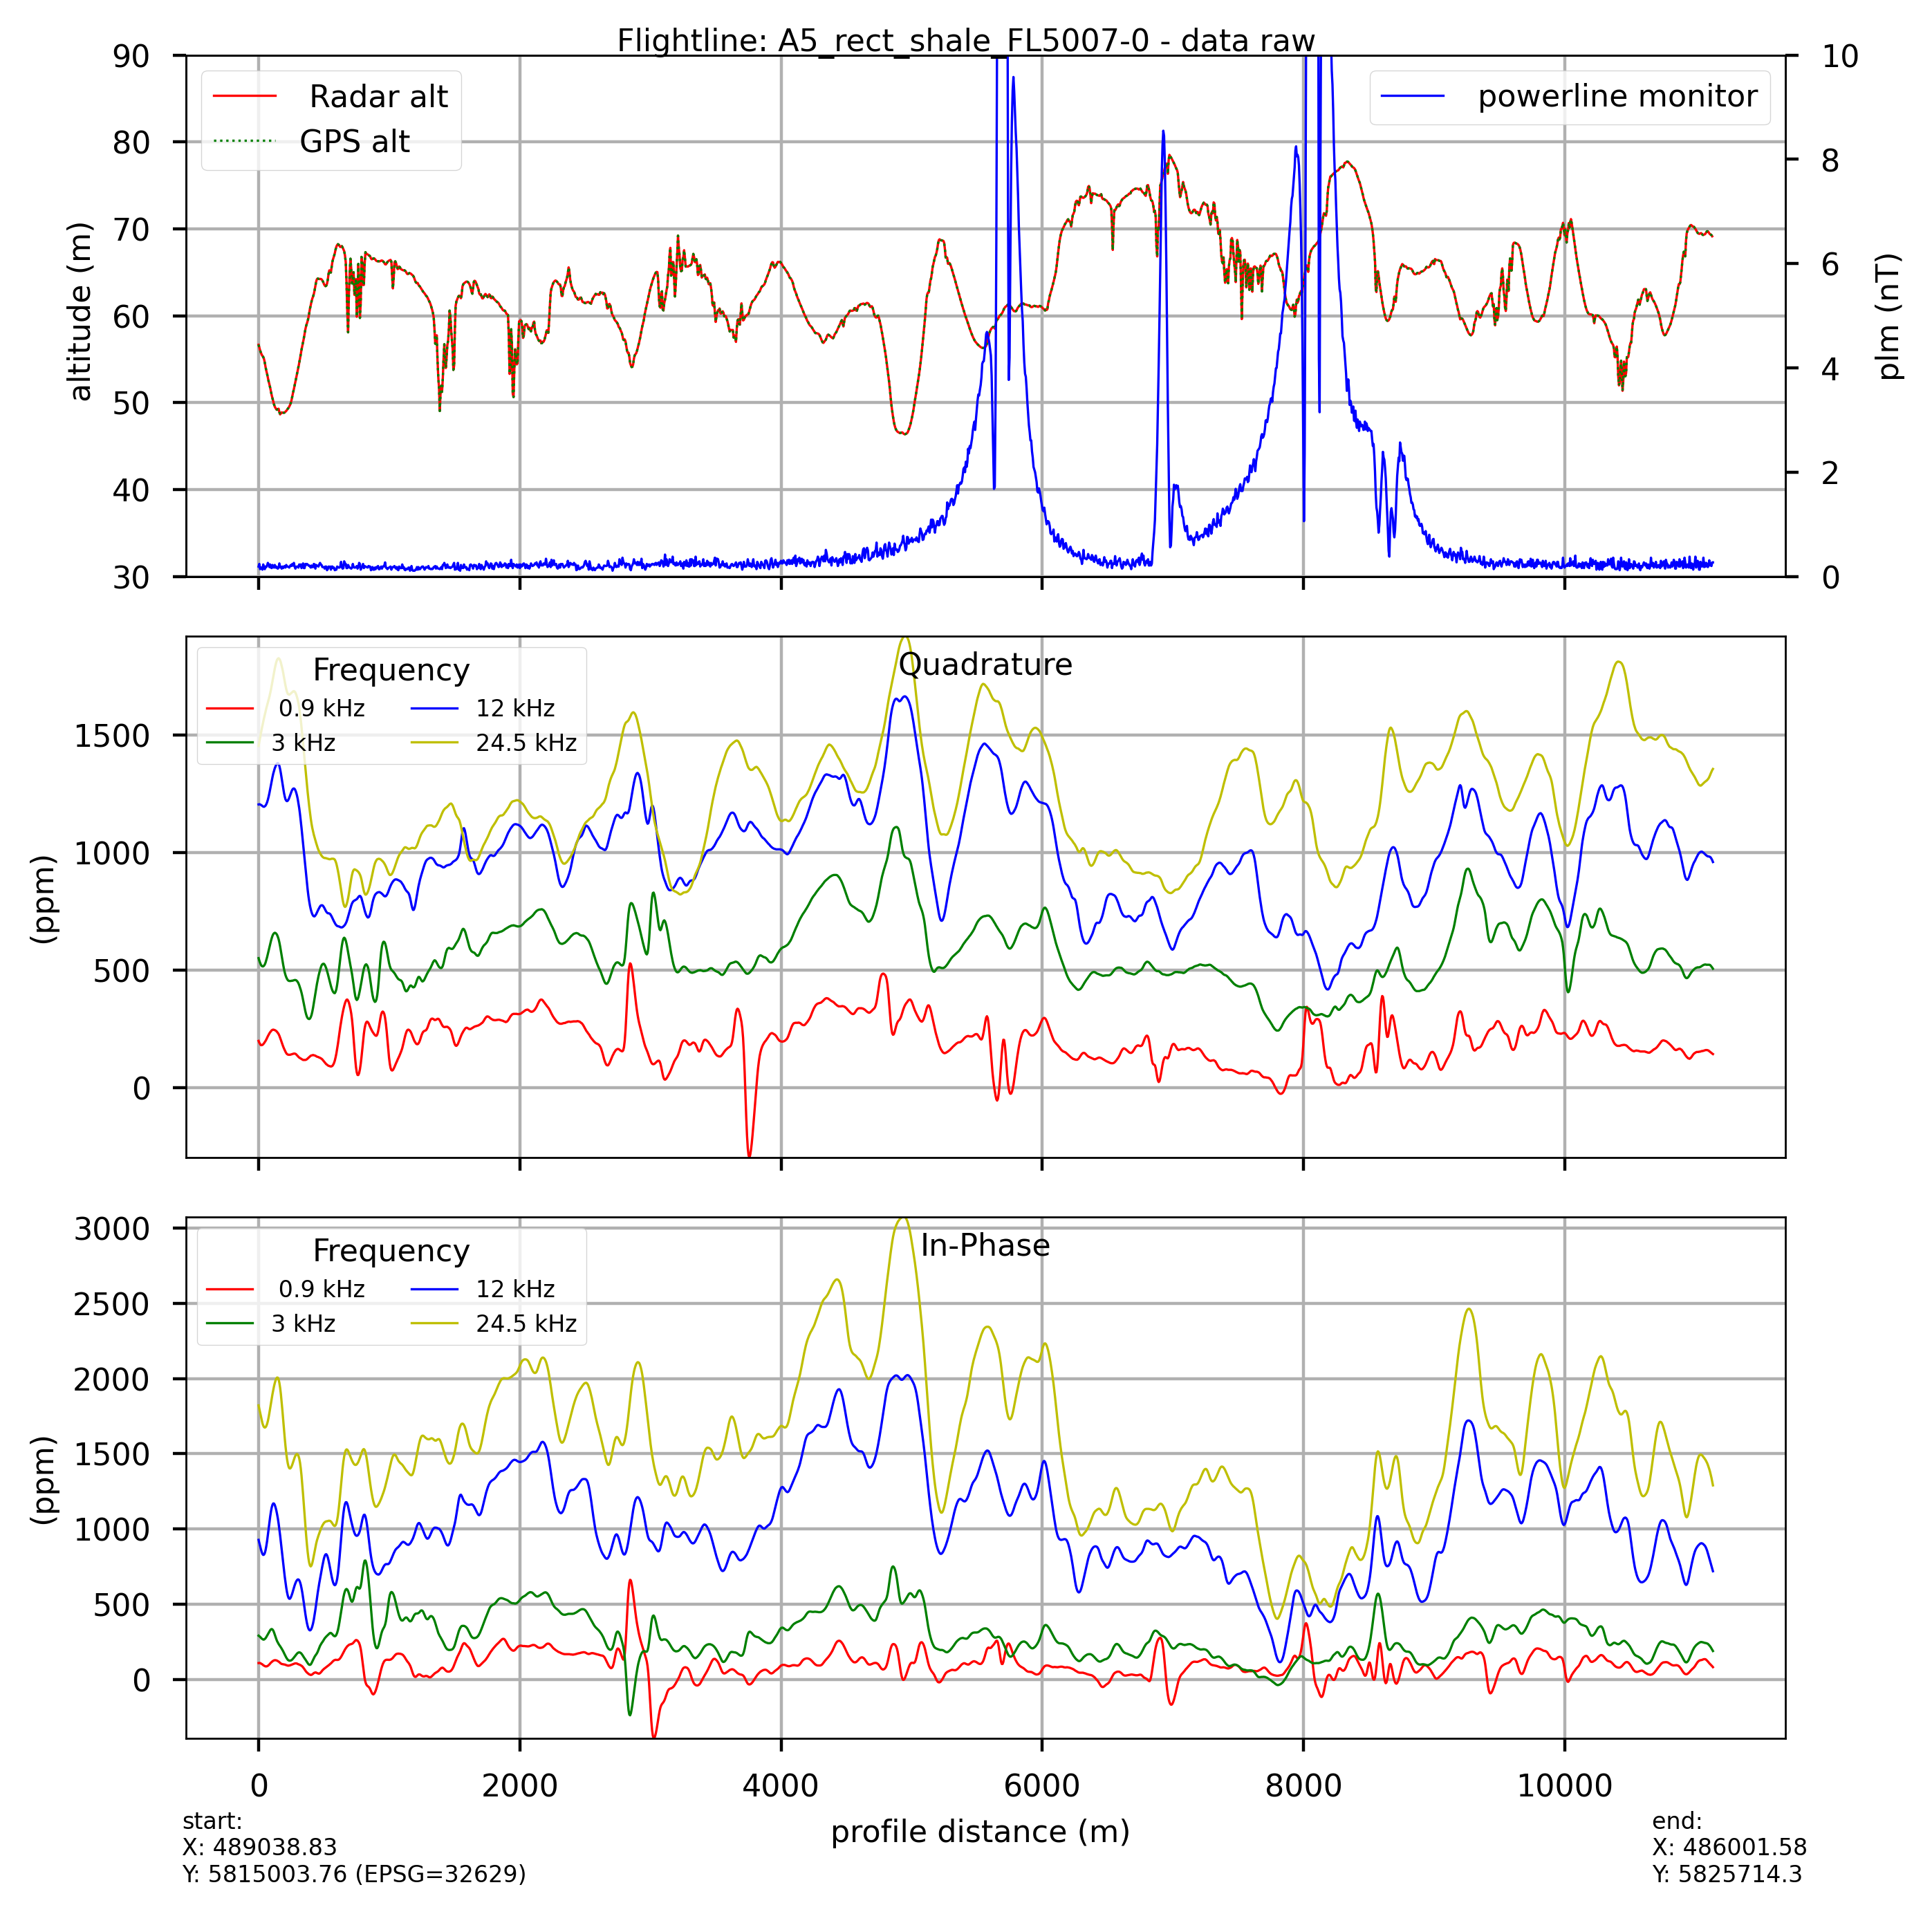 Flightline: A5_rect_shale_FL5007-0 - data raw
90
80
70
60
50
40
30
altitude (m)
Radar alt
GPS alt
powerline monitor
10
8
6
4
2
0
plm (nT)
Quadrature
Frequency
0.9 kHz
3 kHz
12 kHz
24.5 kHz
1500
1000
500
0
(ppm)
In-Phase
Frequency
0.9 kHz
3 kHz
12 kHz
24.5 kHz
3000
2500
2000
1500
1000
500
0
(ppm)
0 2000 4000 6000 8000 10000
profile distance (m)
start:
X: 489038.83
Y: 5815003.76 (EPSG=32629)
end:
X: 486001.58
Y: 5825714.3